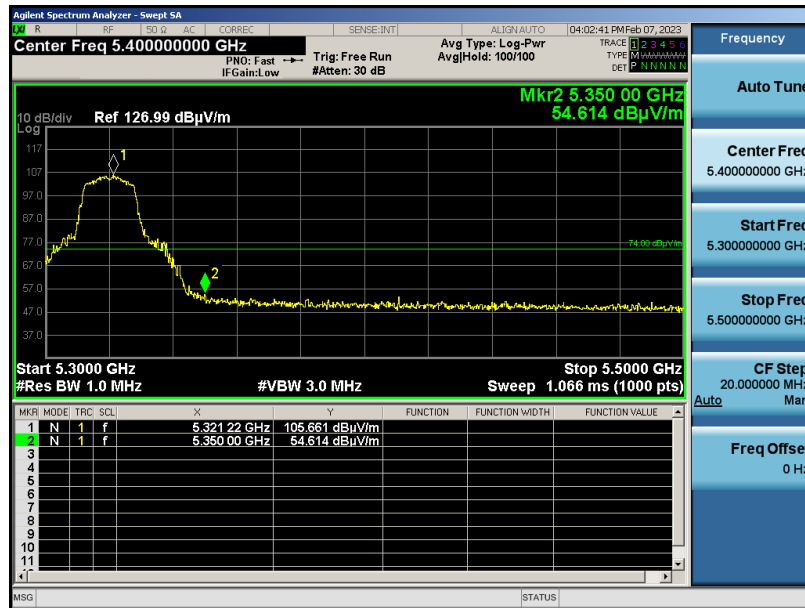 Agilent Spectrum Analyzer - Swept SA
LXI R RF 50 Ω AC CORREC SENSE:INT ALIGNAUTO 04:02:41 PM Feb 07, 2023
Center Freq 5.400000000 GHz
PNO: Fast
IFGain:Low
Trig: Free Run
#Atten: 30 dB
Avg Type: Log-Pwr
Avg|Hold: 100/100
TRACE 1 2 3 4 5 6
TYPE M
DET P N N N N N
Mkr2 5.350 00 GHz
54.614 dBµV/m
10 dB/div Ref 126.99 dBµV/m
Log
117
107
97.0
87.0
77.0
67.0
57.0
47.0
37.0
1
2
74.00 dBµV/m
Start 5.3000 GHz Stop 5.5000 GHz
#Res BW 1.0 MHz #VBW 3.0 MHz Sweep 1.066 ms (1000 pts)
MKR MODE TRC SCL X Y FUNCTION FUNCTION WIDTH FUNCTION VALUE
1 N 1 f 5.321 22 GHz 105.661 dBµV/m
2 N 1 f 5.350 00 GHz 54.614 dBµV/m
3
4
5
6
7
8
9
10
11
MSG STATUS
Frequency
Auto Tune
Center Freq
5.400000000 GHz
Start Freq
5.300000000 GHz
Stop Freq
5.500000000 GHz
CF Step
20.000000 MHz
Auto Man
Freq Offset
0 Hz